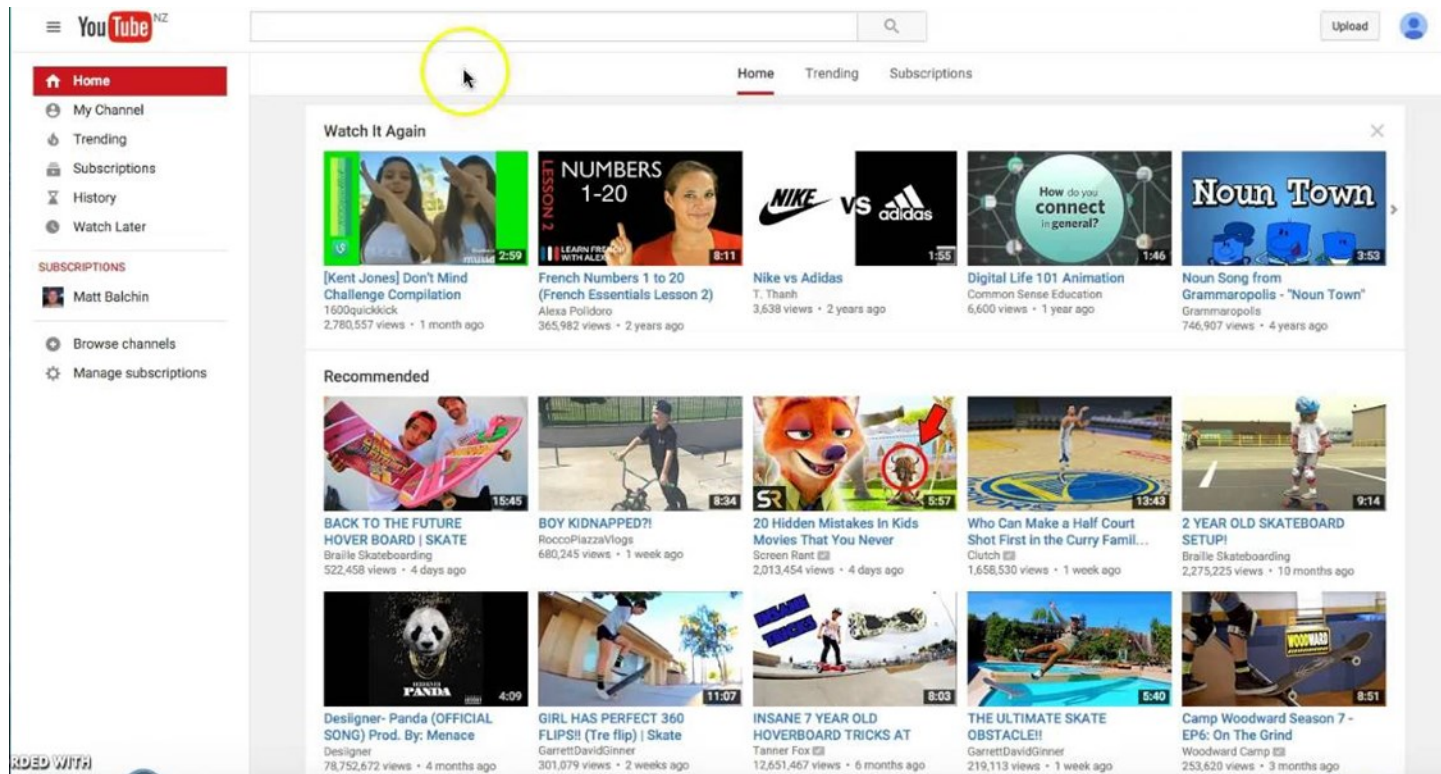 YouTube NZ
Upload
Home
My Channel
Trending
Subscriptions
History
Watch Later
SUBSCRIPTIONS
Matt Balchin
Browse channels
Manage subscriptions
Home Trending Subscriptions
Watch It Again
LESSON 2
NUMBERS
1-20
LEARN FRENCH
WITH ALEXA
NIKE VS adidas
How do you
connect
in general?
Noun Town
music 2:59
8:11
1:55
1:46
3:53
[Kent Jones] Don't Mind
Challenge Compilation
1600quickkick
2,780,557 views • 1 month ago
French Numbers 1 to 20
(French Essentials Lesson 2)
Alexa Polidoro
365,982 views • 2 years ago
Nike vs Adidas
T. Thanh
3,638 views • 2 years ago
Digital Life 101 Animation
Common Sense Education
6,600 views • 1 year ago
Noun Song from
Grammaropolis - "Noun Town"
Grammaropolis
746,907 views • 4 years ago
Recommended
15:45
8:34
SR 5:57
WARRIORS
13:43
9:14
BACK TO THE FUTURE
HOVER BOARD | SKATE
Braille Skateboarding
522,458 views • 4 days ago
BOY KIDNAPPED?!
RoccoPiazzaVlogs
680,245 views • 1 week ago
20 Hidden Mistakes In Kids
Movies That You Never
Screen Rant
2,013,454 views • 4 days ago
Who Can Make a Half Court
Shot First in the Curry Famil...
Clutch
1,658,530 views • 1 week ago
2 YEAR OLD SKATEBOARD
SETUP!
Braille Skateboarding
2,275,225 views • 10 months ago
DESIIGNER
PANDA
4:09
11:07
INSANE
TRICKS
8:03
5:40
WOODWARD
8:51
Desiigner- Panda (OFFICIAL
SONG) Prod. By: Menace
Desiigner
78,752,672 views • 4 months ago
GIRL HAS PERFECT 360
FLIPS!! (Tre flip) | Skate
GarrettDavidGinner
301,079 views • 2 weeks ago
INSANE 7 YEAR OLD
HOVERBOARD TRICKS AT
Tanner Fox
12,651,467 views • 6 months ago
THE ULTIMATE SKATE
OBSTACLE!!
GarrettDavidGinner
219,113 views • 1 week ago
Camp Woodward Season 7 -
EP6: On The Grind
Woodward Camp
253,620 views • 3 months ago
RDED WITH